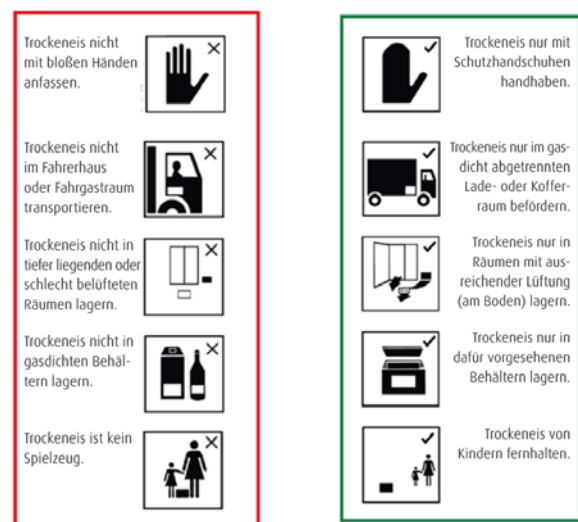 Trockeneis nicht
mit bloßen Händen
anfassen.
Trockeneis nicht
im Fahrerhaus
oder Fahrgastraum
transportieren.
Trockeneis nicht in
tiefer liegenden oder
schlecht belüfteten
Räumen lagern.
Trockeneis nicht in
gasdichten Behäl-
tern lagern.
Trockeneis ist kein
Spielzeug.
Trockeneis nur mit
Schutzhandschuhen
handhaben.
Trockeneis nur im gas-
dicht abgetrennten
Lade- oder Koffer-
raum befördern.
Trockeneis nur in
Räumen mit aus-
reichender Lüftung
(am Boden) lagern.
Trockeneis nur in
dafür vorgesehenen
Behältern lagern.
Trockeneis von
Kindern fernhalten.